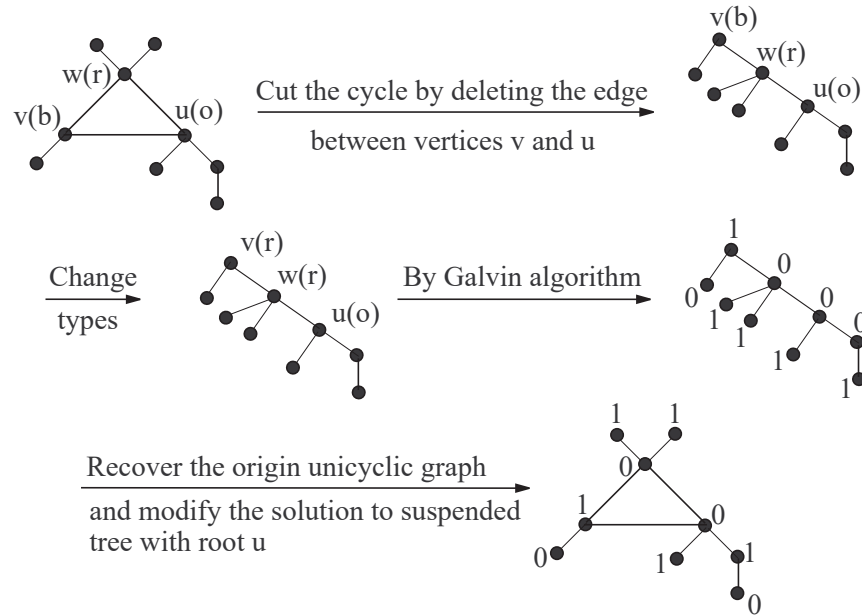 w(r)
v(b)
u(o)
Cut the cycle by deleting the edge
between vertices v and u
v(b)
w(r)
u(o)
Change
types
v(r)
w(r)
u(o)
By Galvin algorithm
1
0
0
0
0
1
1
1
1
Recover the origin unicyclic graph
and modify the solution to suspended
tree with root u
1 1
0
1
0
0
1
1
0